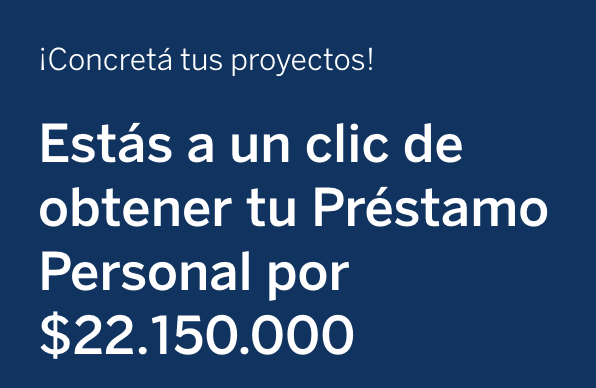 ¡Concretá tus proyectos!
Estás a un clic de
obtener tu Préstamo
Personal por
$22.150.000